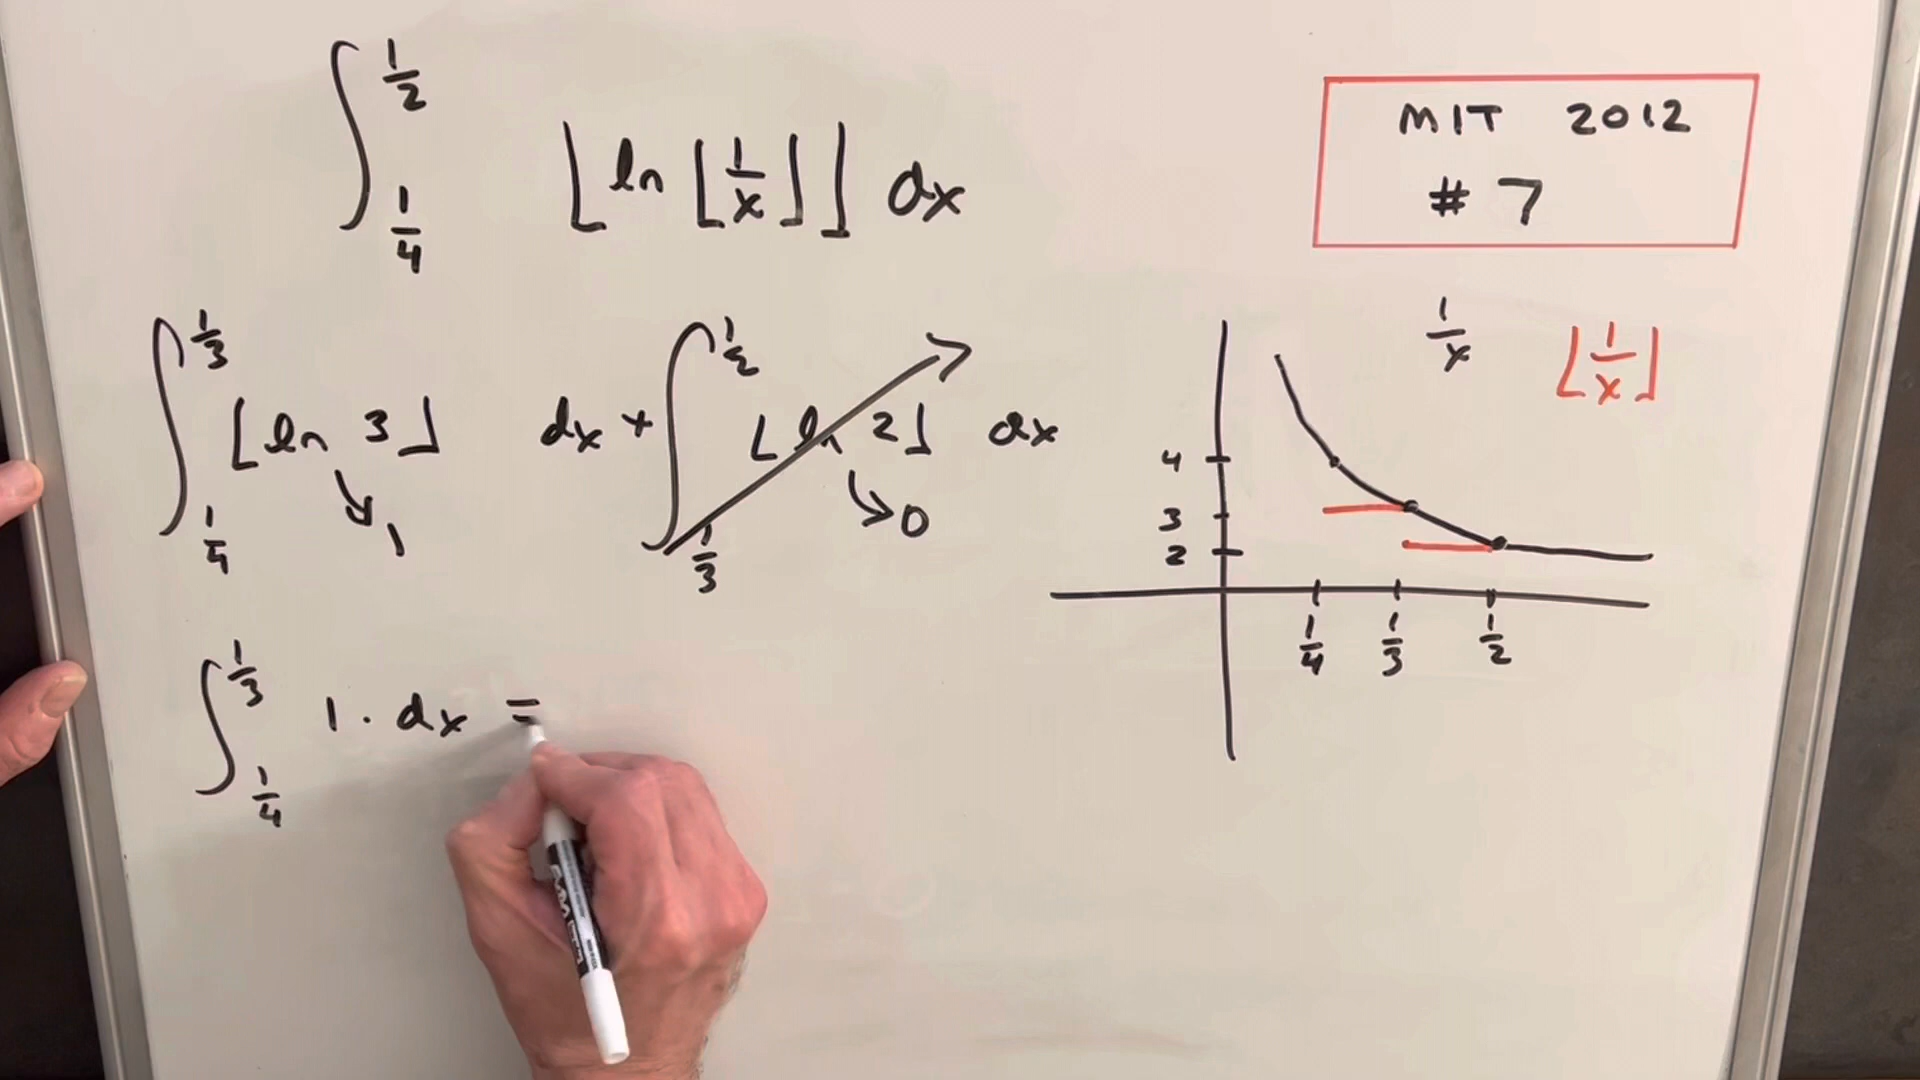 ∫_{1/4}^{1/2} ⌊ln ⌊1/x⌋⌋ dx
MIT 2012
# 7
∫_{1/4}^{1/3} ⌊ln 3⌋ dx + ∫_{1/3}^{1/2} ⌊ln 2⌋ dx
↘ 1
↘ 0
∫_{1/4}^{1/3} 1 · dx =
1/x ⌊1/x⌋
4
3
2
1/4 1/3 1/2